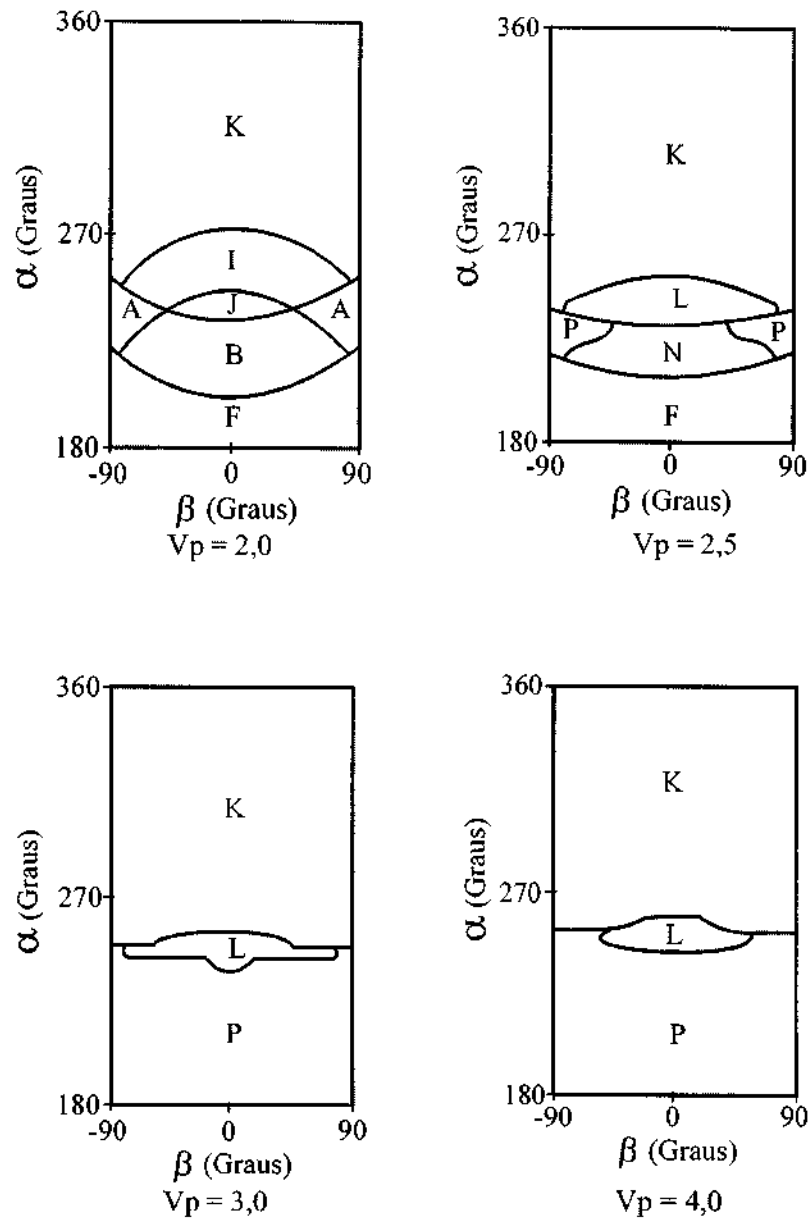 360
K
α (Graus)
270
I
J
A
A
B
F
180
-90
0
90
β (Graus)
Vp = 2,0
360
K
α (Graus)
270
L
P
P
N
F
180
-90
0
90
β (Graus)
Vp = 2,5
360
K
α (Graus)
270
L
P
180
-90
0
90
β (Graus)
Vp = 3,0
360
K
α (Graus)
270
L
P
180
-90
0
90
β (Graus)
Vp = 4,0